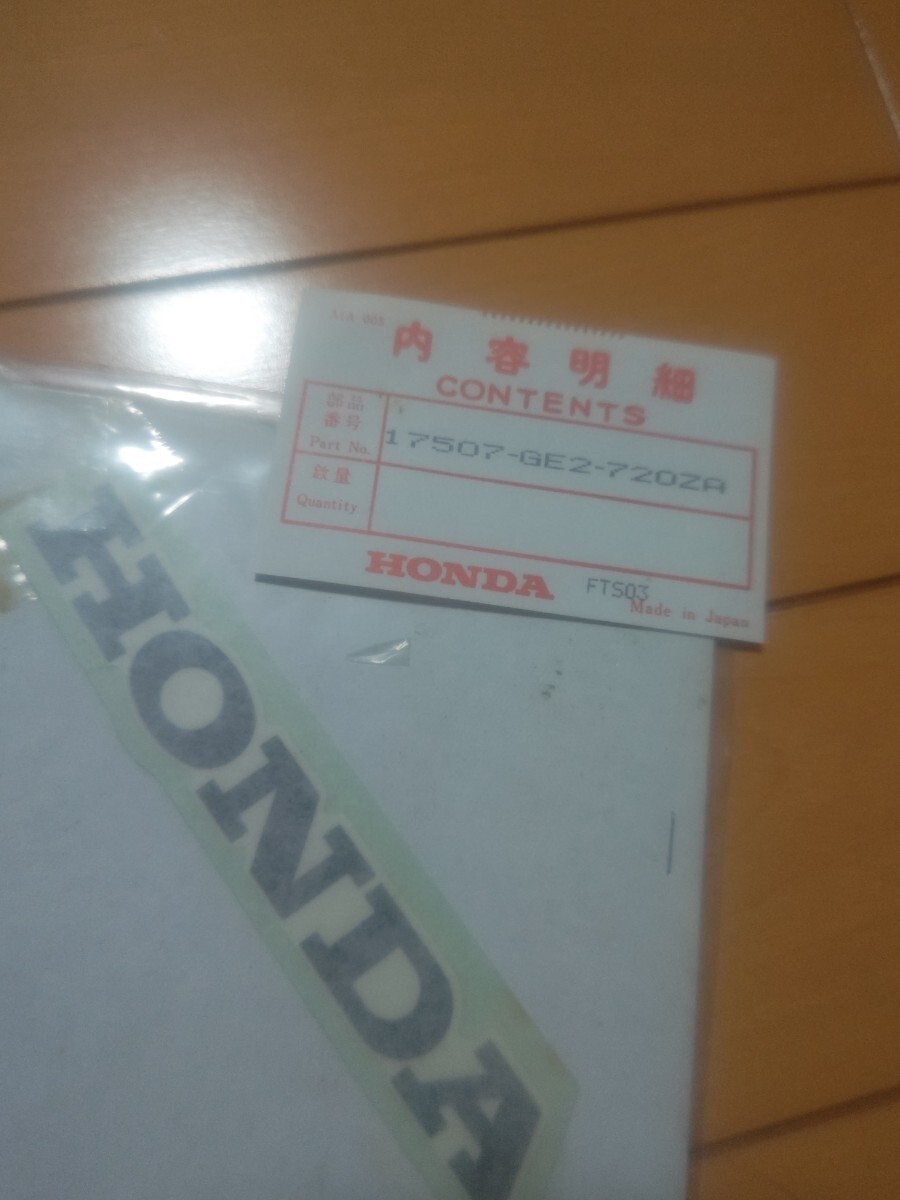 内容明細
CONTENTS
部品
番号
Part No.
17507-GE2-720ZA
数量
Quantity
HONDA
FTS03
Made in Japan
HONDA